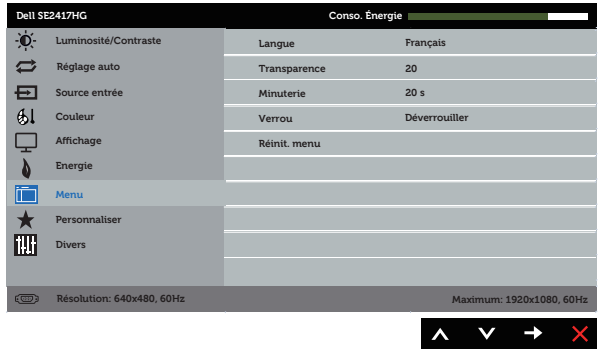 Dell SE2417HG Conso. Énergie
Luminosité/Contraste
Réglage auto
Source entrée
Couleur
Affichage
Energie
Menu
Personnaliser
Divers
Langue Français
Transparence 20
Minuterie 20 s
Verrou Déverrouiller
Réinit. menu
Résolution: 640x480, 60Hz Maximum: 1920x1080, 60Hz